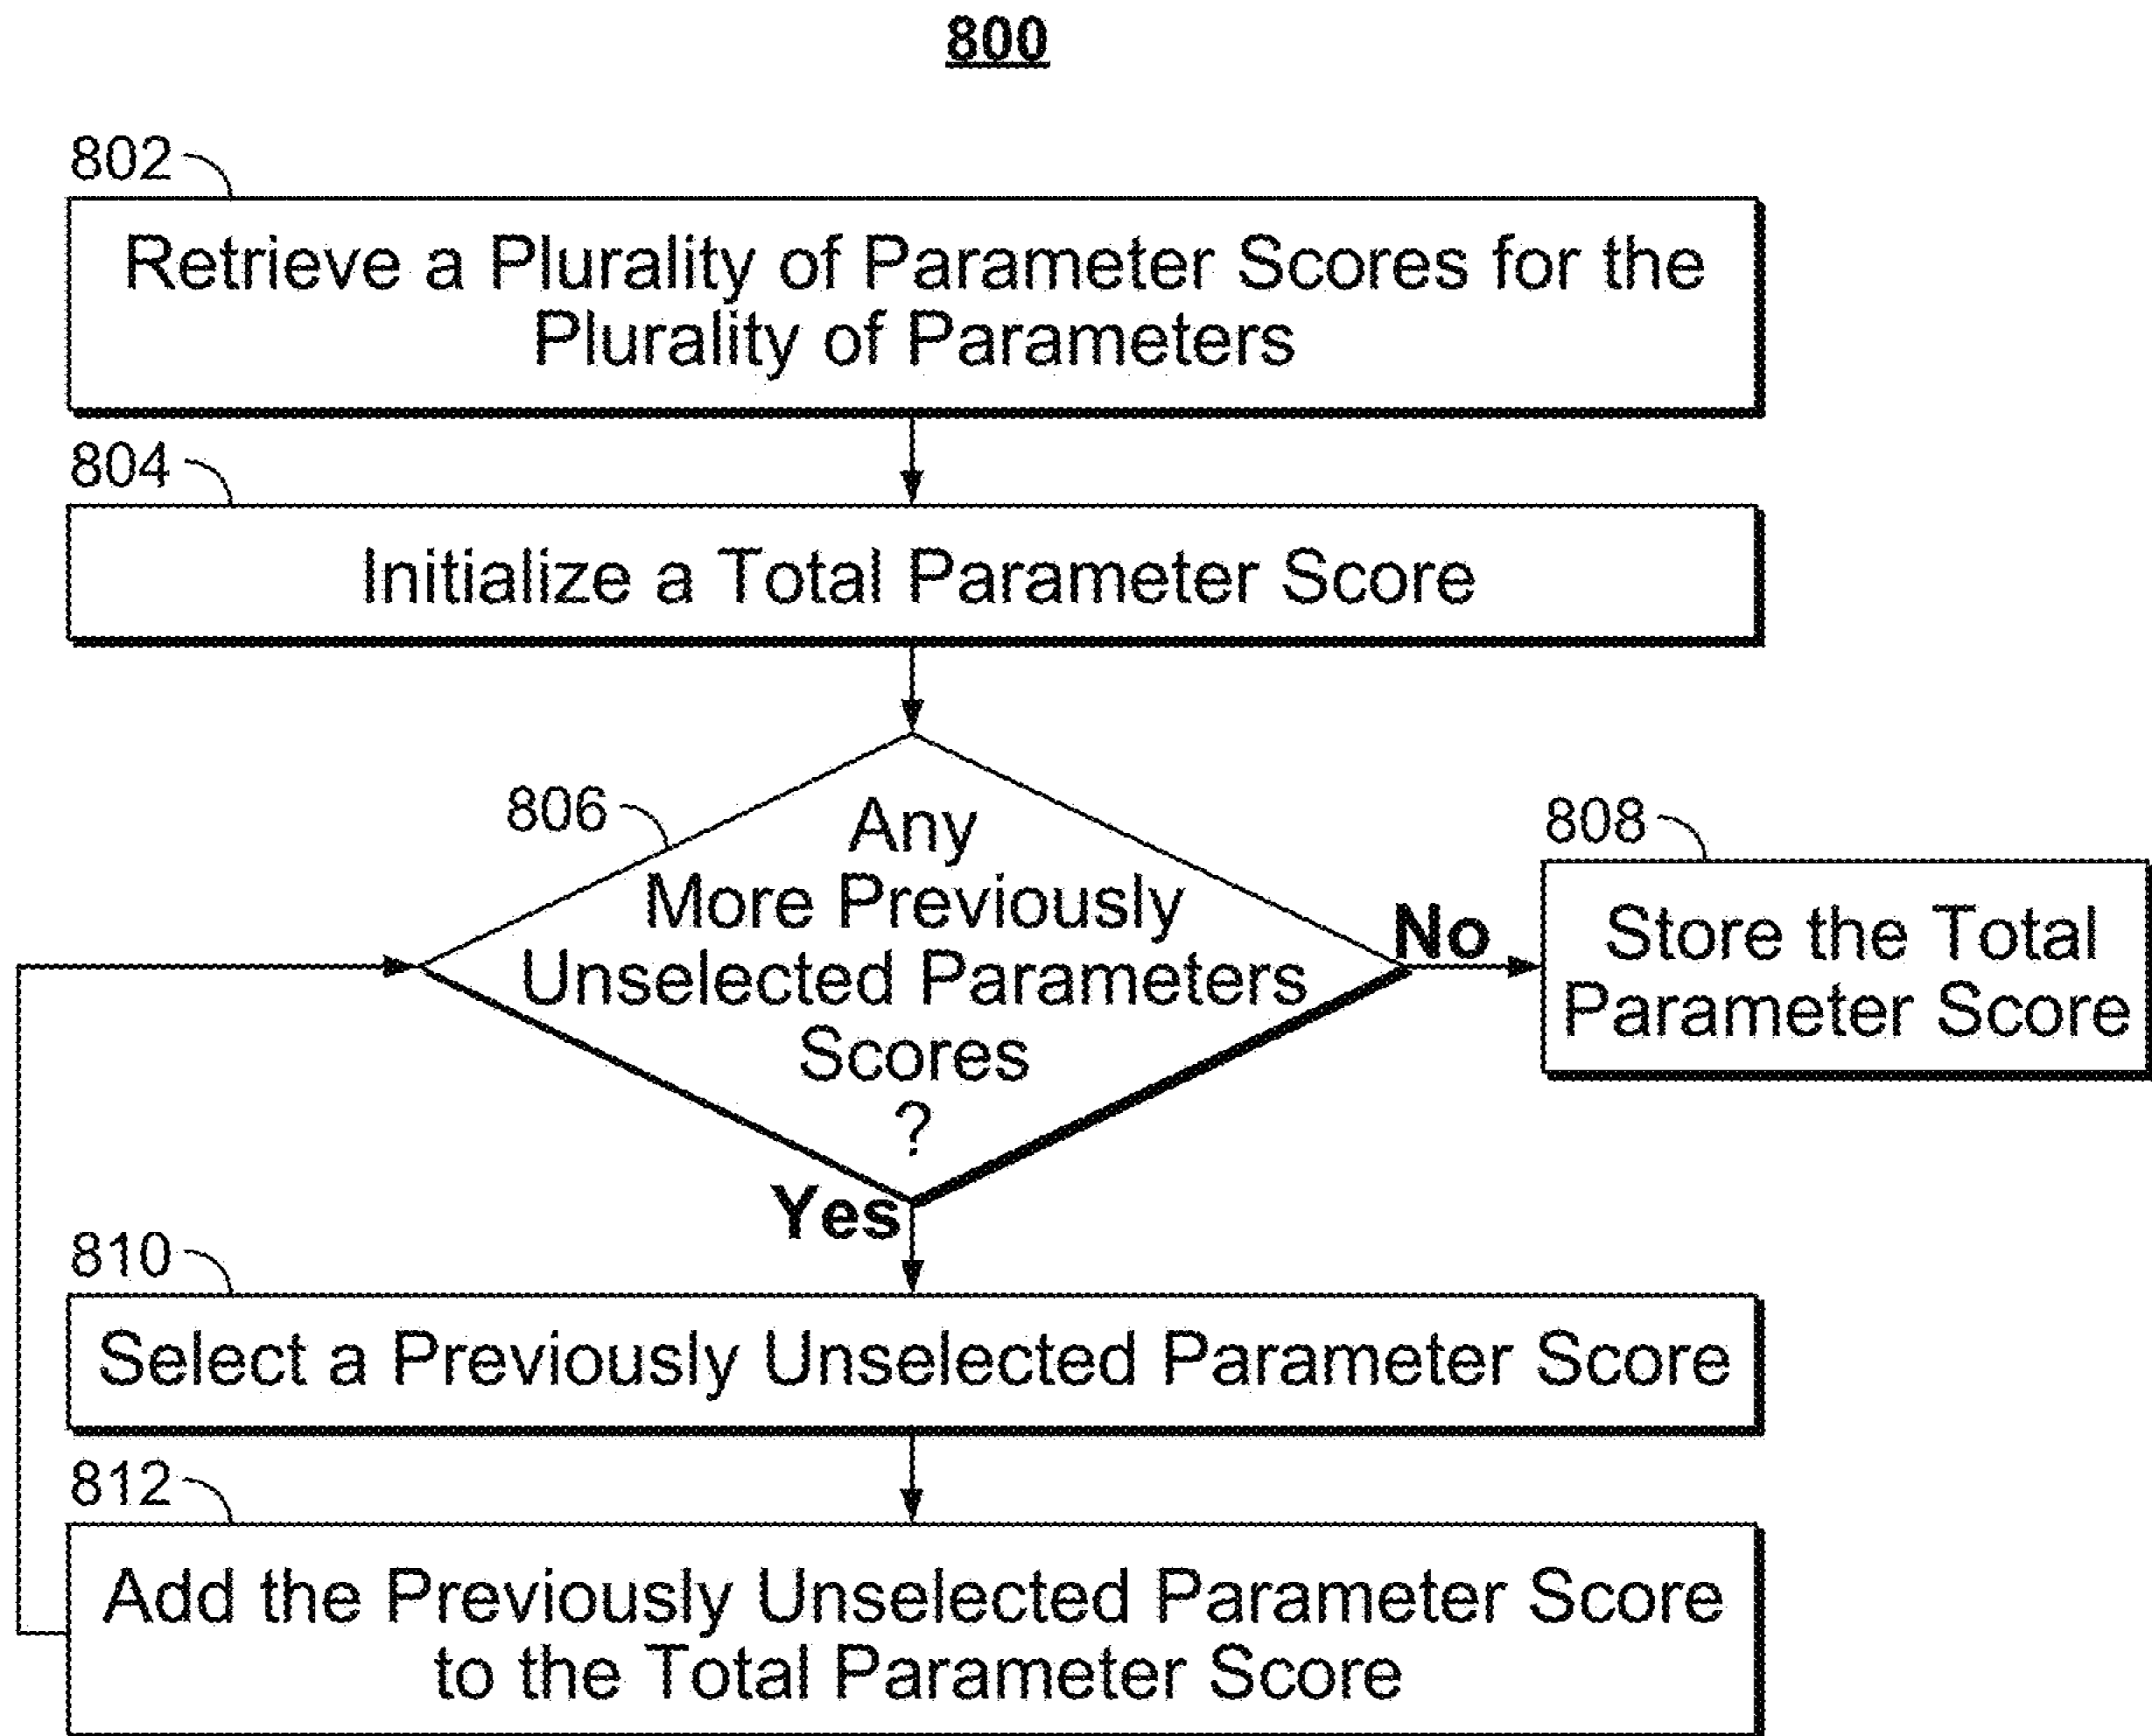 800
802
Retrieve a Plurality of Parameter Scores for the
Plurality of Parameters
804
Initialize a Total Parameter Score
806
Any
More Previously
Unselected Parameters
Scores
?
No
808
Store the Total
Parameter Score
Yes
810
Select a Previously Unselected Parameter Score
812
Add the Previously Unselected Parameter Score
to the Total Parameter Score